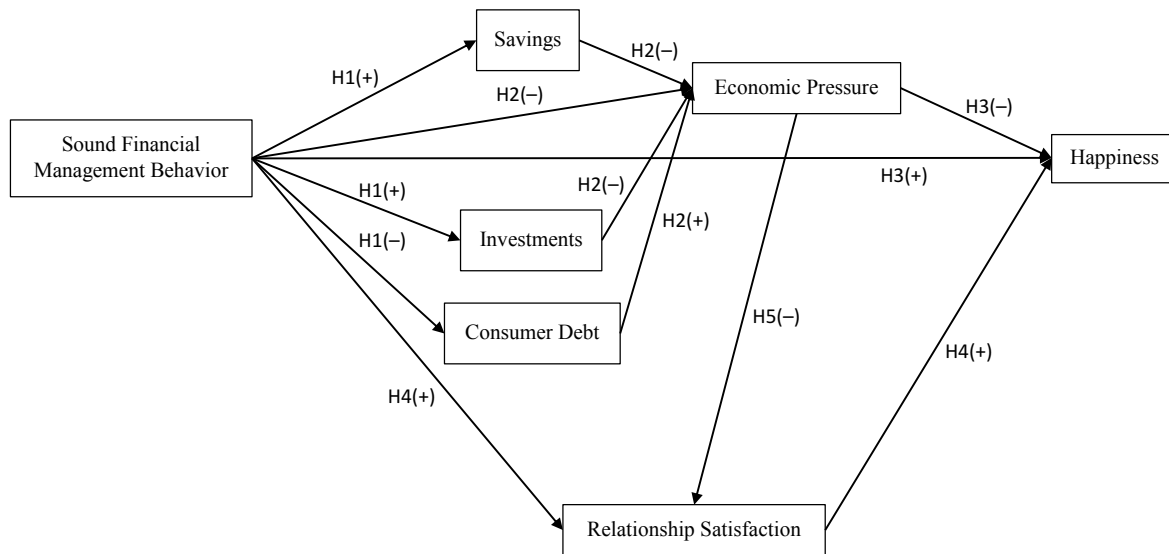 Savings
H2(–)
H1(+)
H2(–)
Economic Pressure
H3(–)
Sound Financial
Management Behavior
Happiness
H3(+)
H1(+)
H2(–)
H2(+)
H1(–)
Investments
Consumer Debt
H5(–)
H4(+)
H4(+)
Relationship Satisfaction